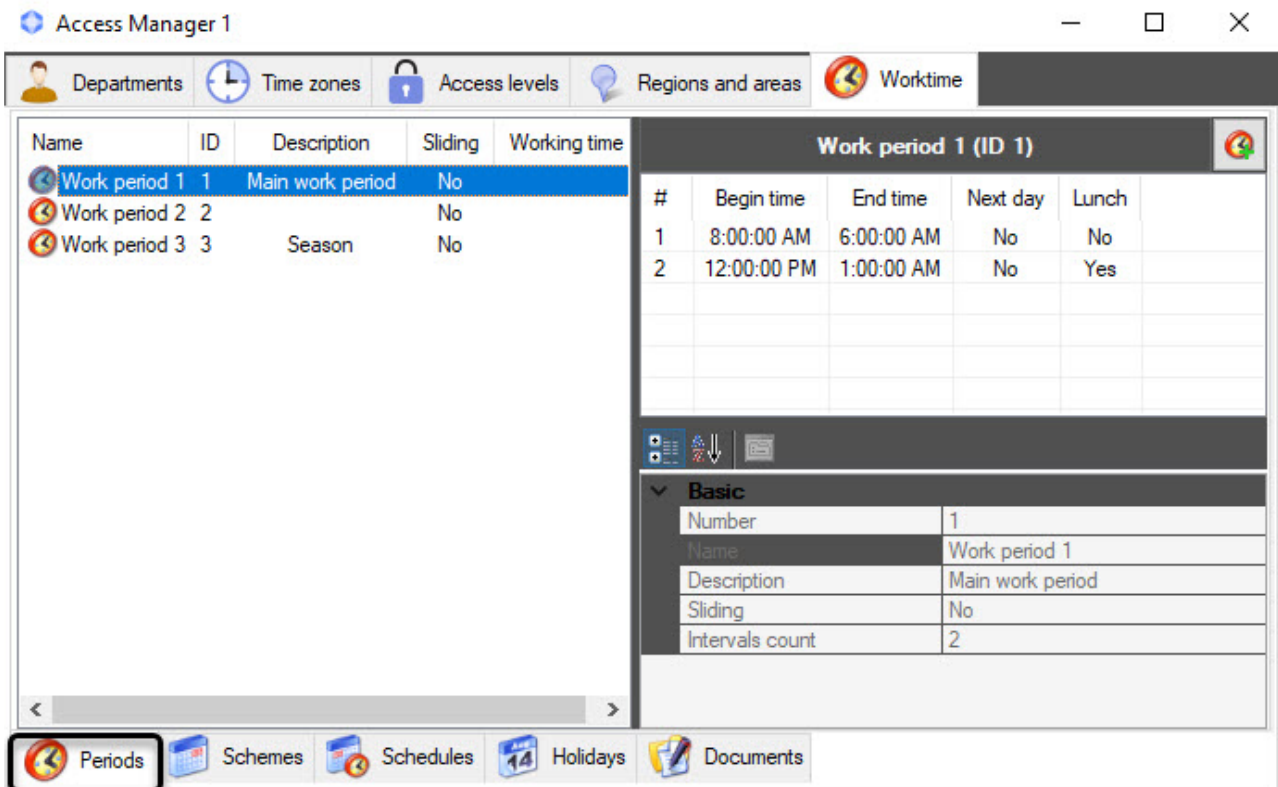 Access Manager 1
Departments Time zones Access levels Regions and areas Worktime
Name ID Description Sliding Working time
Work period 1 1 Main work period No
Work period 2 2 No
Work period 3 3 Season No
Work period 1 (ID 1)
# Begin time End time Next day Lunch
1 8:00:00 AM 6:00:00 AM No No
2 12:00:00 PM 1:00:00 AM No Yes
Basic
Number 1
Name Work period 1
Description Main work period
Sliding No
Intervals count 2
Periods Schemes Schedules 14 Holidays Documents